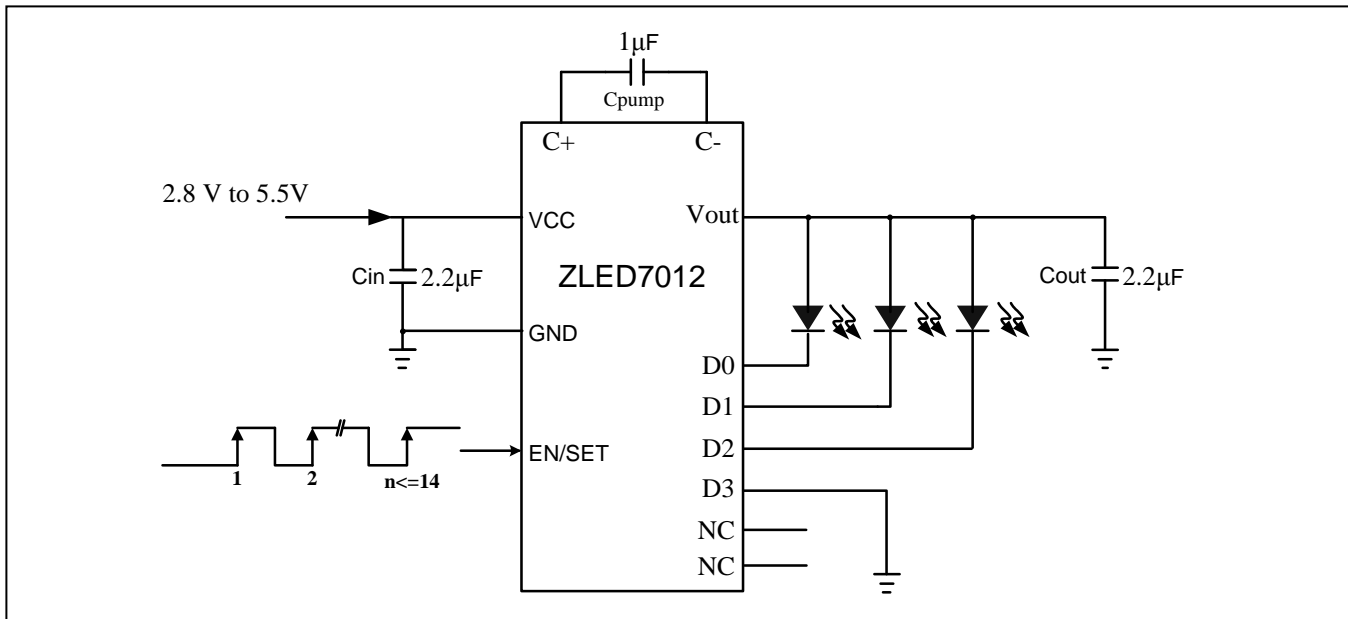 1μF
Cpump
C+ C-
2.8 V to 5.5V
VCC
Vout
Cin 2.2μF
ZLED7012
Cout 2.2μF
GND
D0
D1
EN/SET
D2
1 2 n<=14
D3
NC
NC